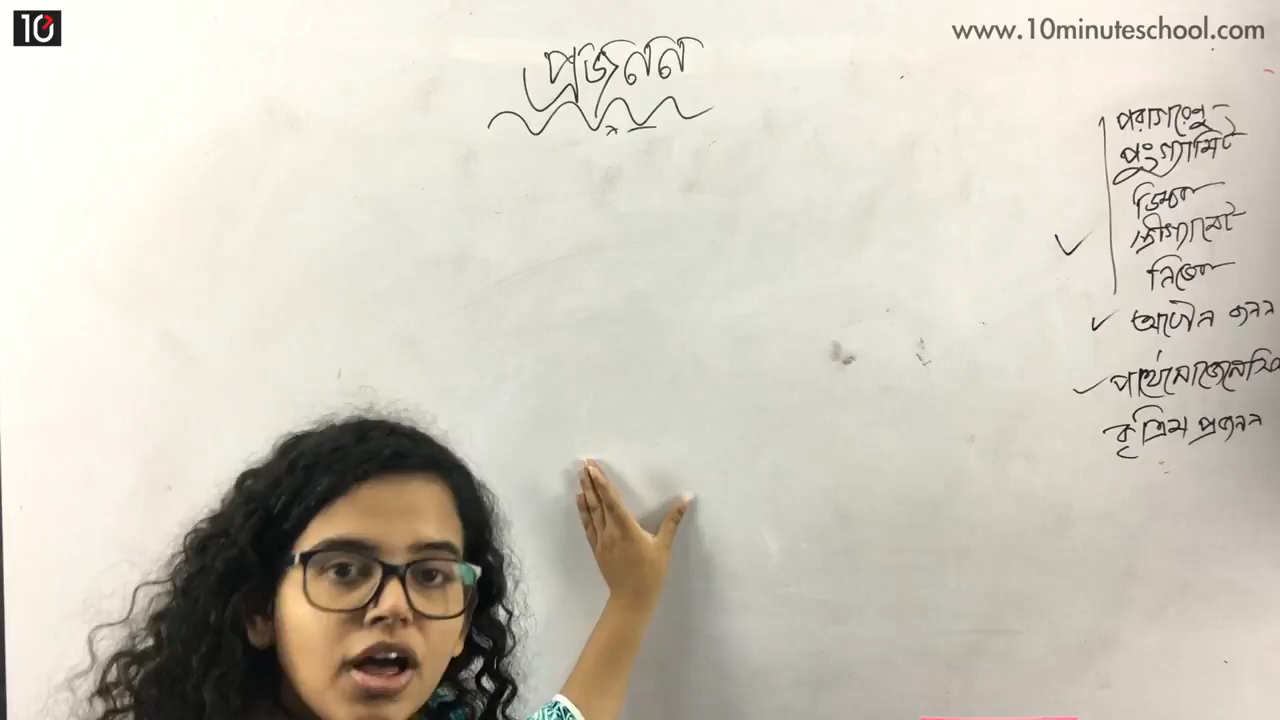 10
www.10minuteschool.com
প্রজনন
পরাগরেণু
পুংগ্যামিট
ডিম্বক
স্ত্রীগ্যামেট
নিষেক
অযৌন জনন
পার্থেনোজেনেসিস
কৃত্রিম প্রজনন